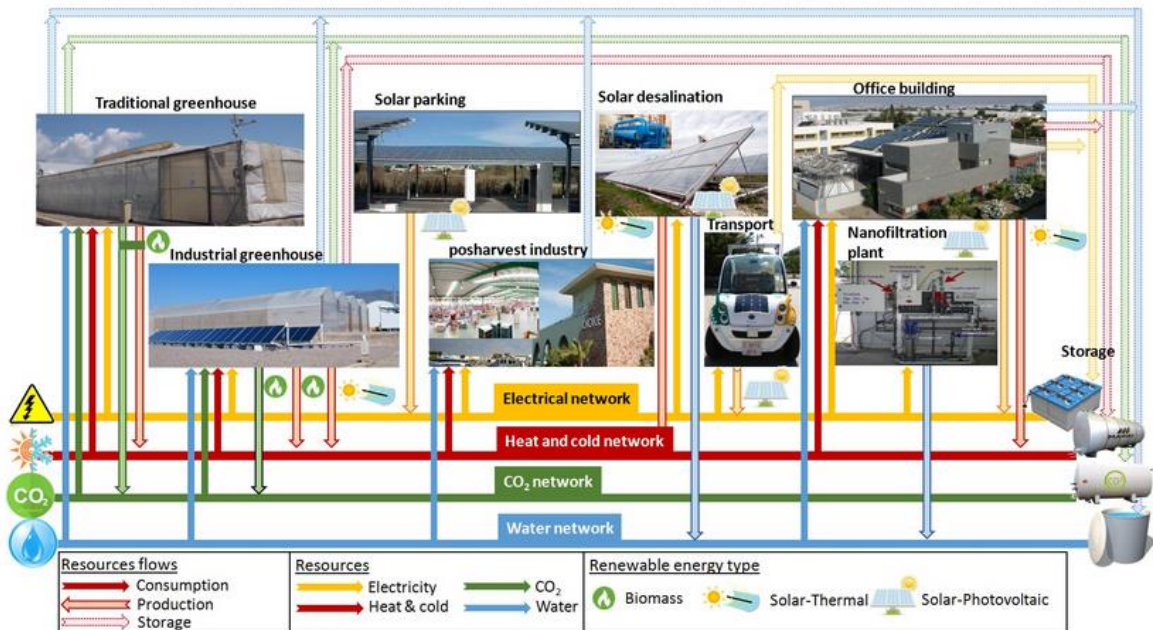 Traditional greenhouse
Solar parking
Solar desalination
Office building
Industrial greenhouse
posharvest industry
Transport
Nanofiltration
plant
Storage
Electrical network
Heat and cold network
CO₂ network
Water network
CO₂
Resources flows
Consumption
Production
Storage
Resources
Electricity
Heat & cold
CO₂
Water
Renewable energy type
Biomass
Solar-Thermal
Solar-Photovoltaic